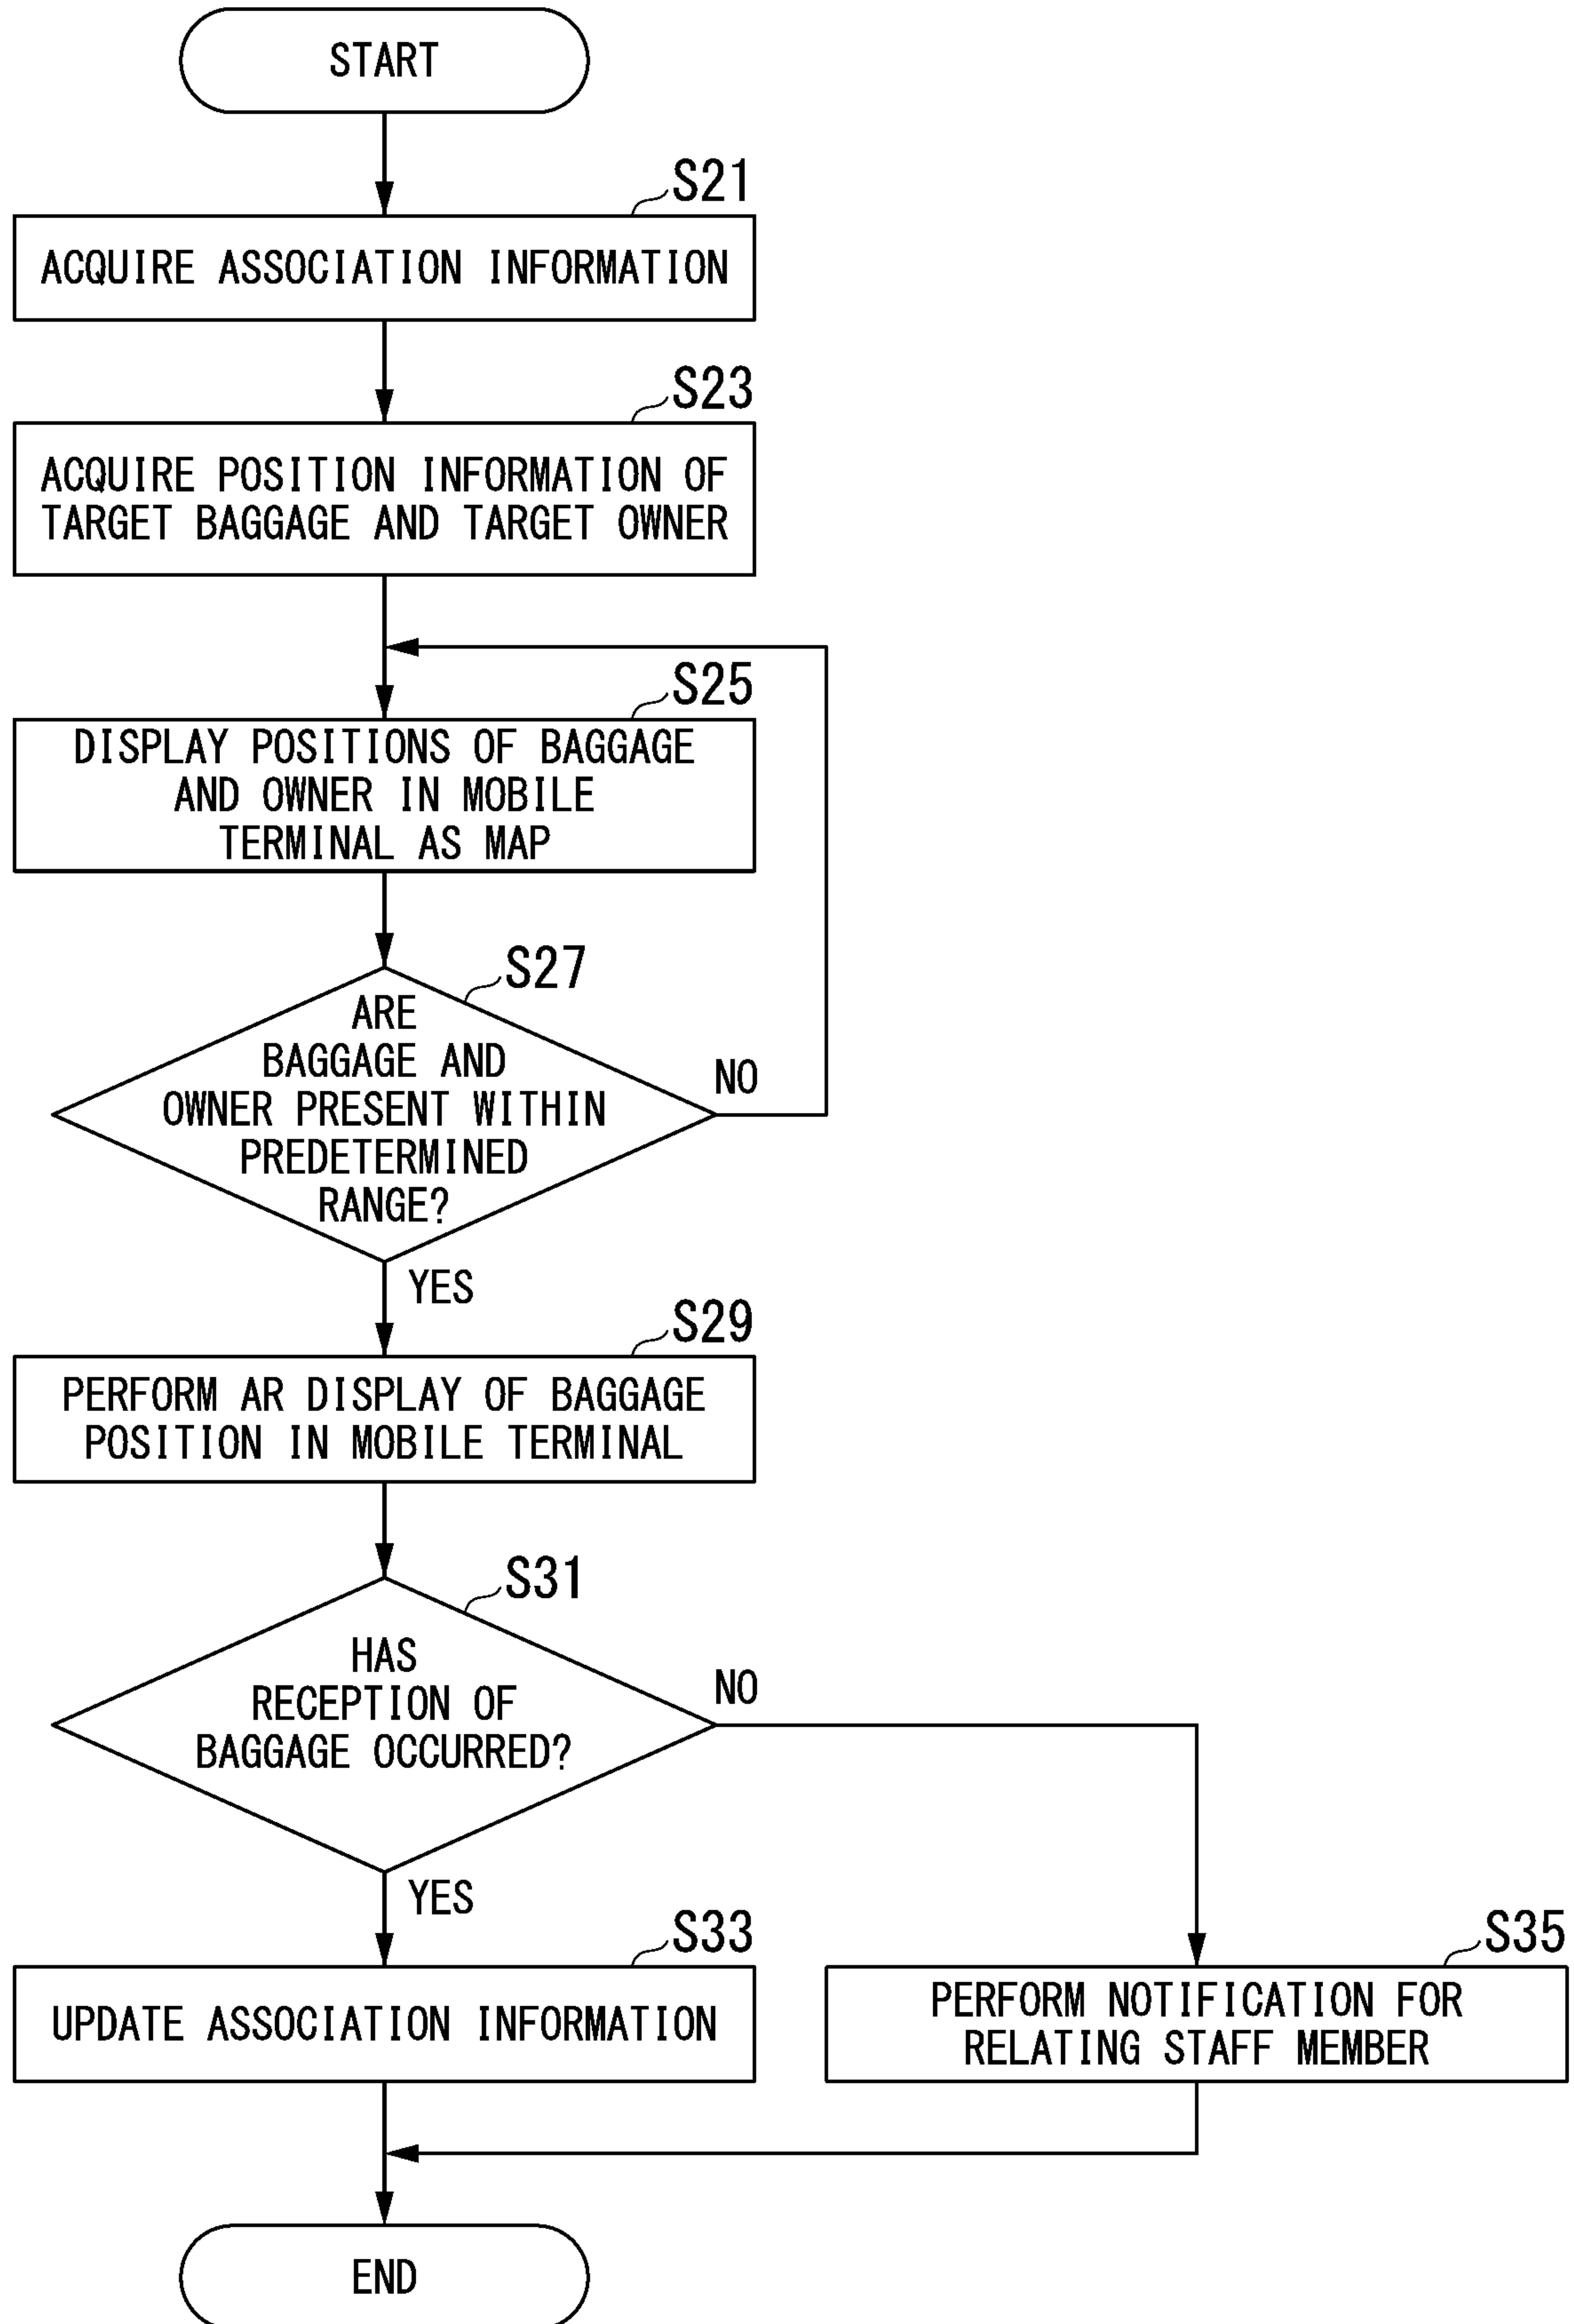 START
S21
ACQUIRE ASSOCIATION INFORMATION
S23
ACQUIRE POSITION INFORMATION OF
TARGET BAGGAGE AND TARGET OWNER
S25
DISPLAY POSITIONS OF BAGGAGE
AND OWNER IN MOBILE
TERMINAL AS MAP
S27
ARE
BAGGAGE AND
OWNER PRESENT WITHIN
PREDETERMINED
RANGE?
NO
YES
S29
PERFORM AR DISPLAY OF BAGGAGE
POSITION IN MOBILE TERMINAL
S31
HAS
RECEPTION OF
BAGGAGE OCCURRED?
NO
YES
S33
UPDATE ASSOCIATION INFORMATION
S35
PERFORM NOTIFICATION FOR
RELATING STAFF MEMBER
END